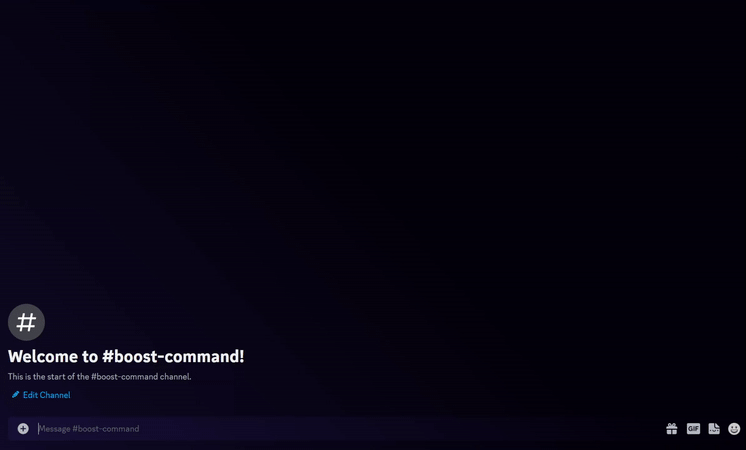 #
Welcome to #boost-command!
This is the start of the #boost-command channel.
Edit Channel
Message #boost-command
GIF